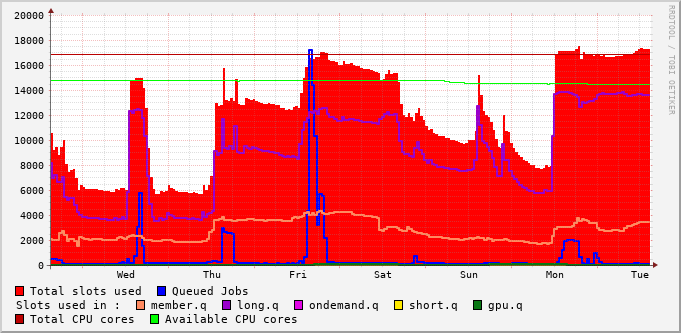 20000
18000
16000
14000
12000
10000
8000
6000
4000
2000
0
Wed Thu Fri Sat Sun Mon Tue
RRDTOOL / TOBI OETIKER
Total slots used Queued Jobs
Slots used in : member.q long.q ondemand.q short.q gpu.q
Total CPU cores Available CPU cores